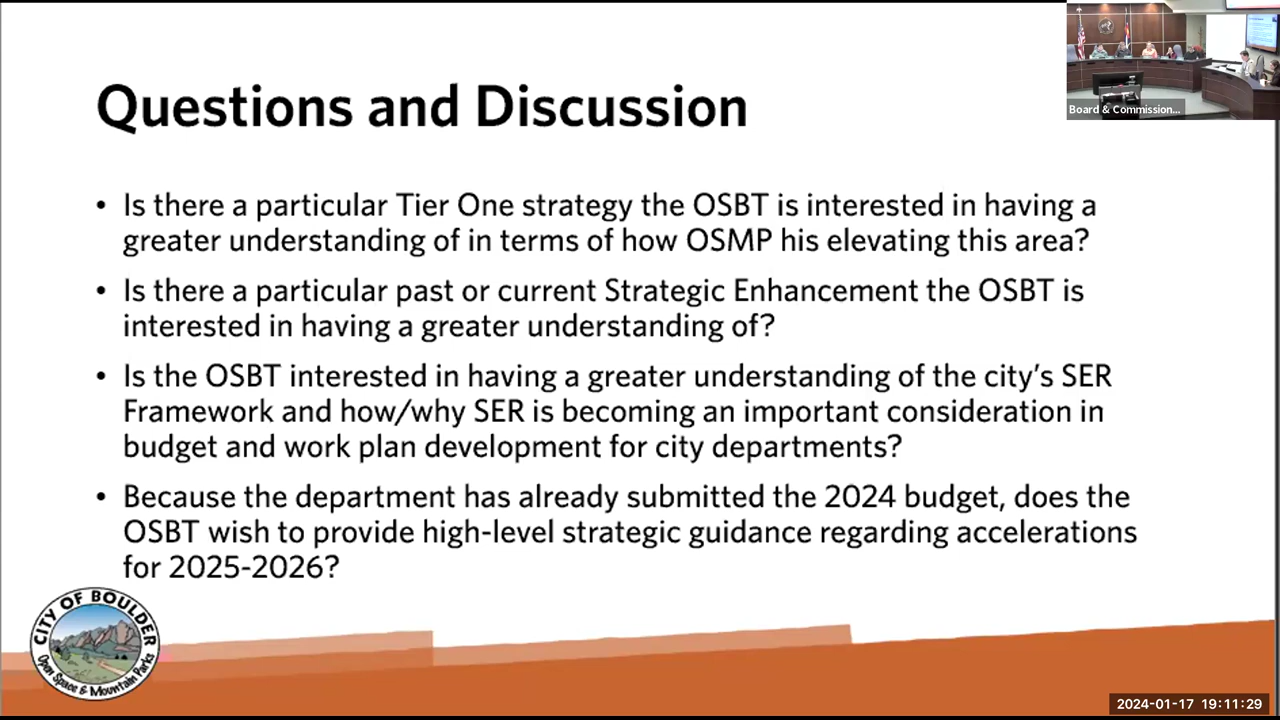 Questions and Discussion
Board & Commission...
• Is there a particular Tier One strategy the OSBT is interested in having a
greater understanding of in terms of how OSMP his elevating this area?
• Is there a particular past or current Strategic Enhancement the OSBT is
interested in having a greater understanding of?
• Is the OSBT interested in having a greater understanding of the city's SER
Framework and how/why SER is becoming an important consideration in
budget and work plan development for city departments?
• Because the department has already submitted the 2024 budget, does the
OSBT wish to provide high-level strategic guidance regarding accelerations
for 2025-2026?
CITY OF BOULDER
Open Space & Mountain Parks
2024-01-17 19:11:29